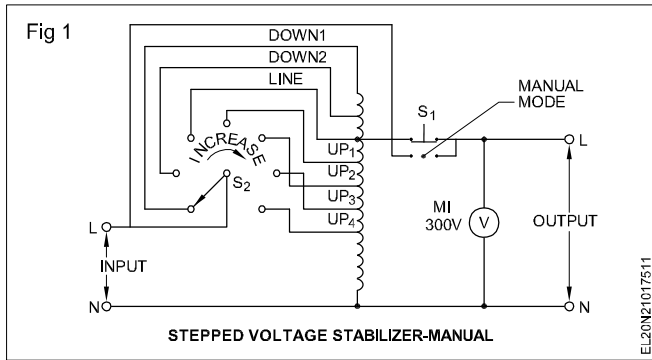 Fig 1
DOWN1
DOWN2
LINE
MANUAL
MODE
S1
INCREASE
S2
UP1
UP2
UP3
UP4
MI
300V
V
L
INPUT
N
L
OUTPUT
N
STEPPED VOLTAGE STABILIZER-MANUAL
EL20N21017511